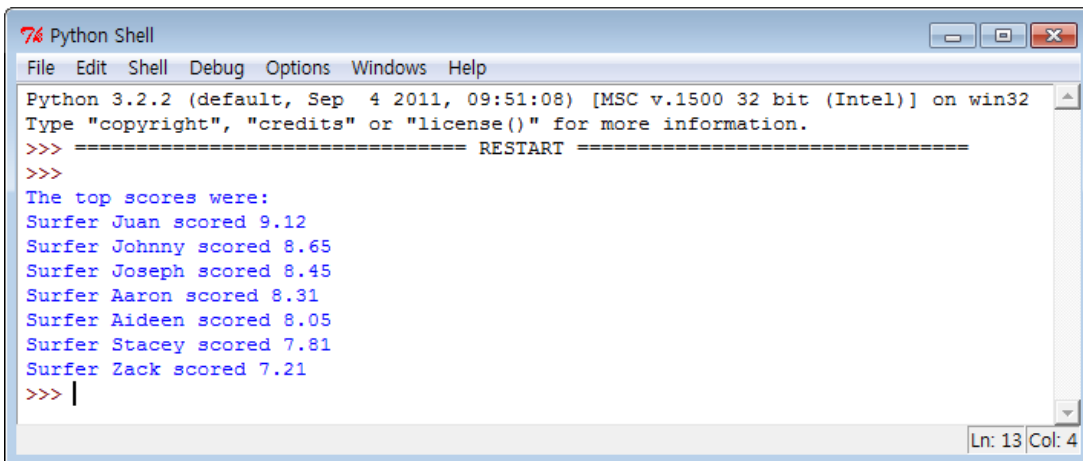 Python Shell
File Edit Shell Debug Options Windows Help
Python 3.2.2 (default, Sep  4 2011, 09:51:08) [MSC v.1500 32 bit (Intel)] on win32
Type "copyright", "credits" or "license()" for more information.
>>> ================================ RESTART ================================
>>>
The top scores were:
Surfer Juan scored 9.12
Surfer Johnny scored 8.65
Surfer Joseph scored 8.45
Surfer Aaron scored 8.31
Surfer Aideen scored 8.05
Surfer Stacey scored 7.81
Surfer Zack scored 7.21
>>>
Ln: 13 Col: 4